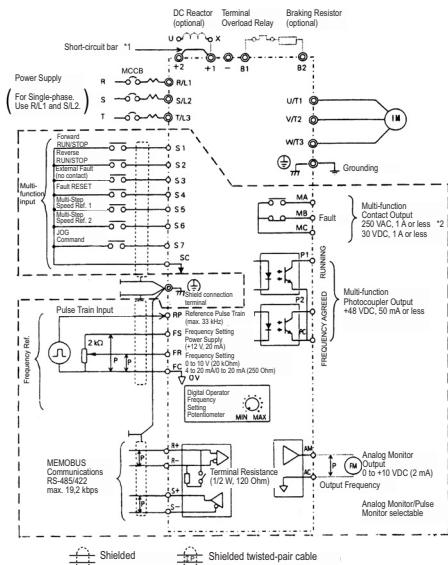 DC Reactor
(optional)
Terminal
Overload Relay
Braking Resistor
(optional)
U
X
Short-circuit bar *1
+2
+1
−
B1
B2
Power Supply
MCCB
R
R/L1
(For Single-phase.
Use R/L1 and S/L2.)
S
S/L2
T
T/L3
U/T1
V/T2
W/T3
IM
Grounding
Multi-
function
input
Forward
RUN/STOP
S 1
Reverse
RUN/STOP
S 2
External Fault
(no contact)
S 3
Fault RESET
S 4
Multi-Step
Speed Ref. 1
S 5
Multi-Step
Speed Ref. 2
S 6
JOG
Command
S 7
SC
MA
MB
Fault
MC
Multi-function
Contact Output
250 VAC, 1A or less *2
30 VDC, 1A or less
Shield connection
terminal
P1
RUNNING
P2
FREQUENCY AGREED
PC
Multi-function
Photocoupler Output
+48 VDC, 50 mA or less
Frequency Ref.
Pulse Train Input
RP
Reference Pulse Train
(max. 33 kHz)
2 kΩ
P
P
FS
Frequency Setting
Power Supply
(+12 V, 20 mA)
FR
Frequency Setting
0 to 10 V (20 kOhm)
4 to 20 mA/0 to 20 mA (250 Ohm)
FC
0 V
Digital Operator
Frequency
Setting
Potentiometer
MIN MAX
MEMOBUS
Communications
RS-485/422
max. 19,2 kbps
P
P
R+
R−
S+
S−
Terminal Resistance
(1/2 W, 120 Ohm)
AM
P
FM
AC
Analog Monitor
Output
0 to +10 VDC (2 mA)
Output Frequency
Analog Monitor/Pulse
Monitor selectable
Shielded
P
Shielded twisted-pair cable